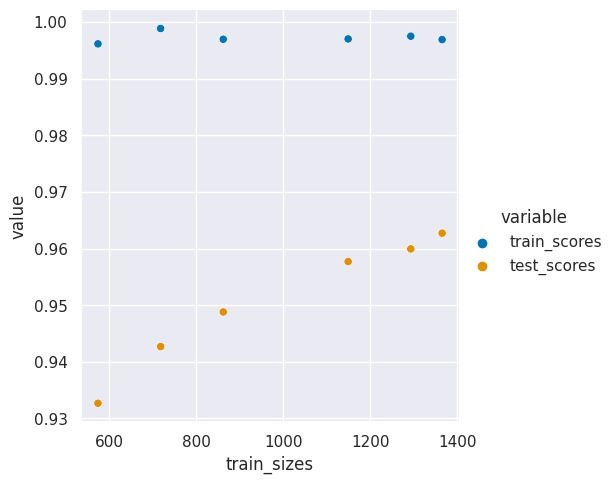 1.00
0.99
0.98
0.97
0.96
0.95
0.94
0.93
value
600 800 1000 1200 1400
train_sizes
variable
train_scores
test_scores